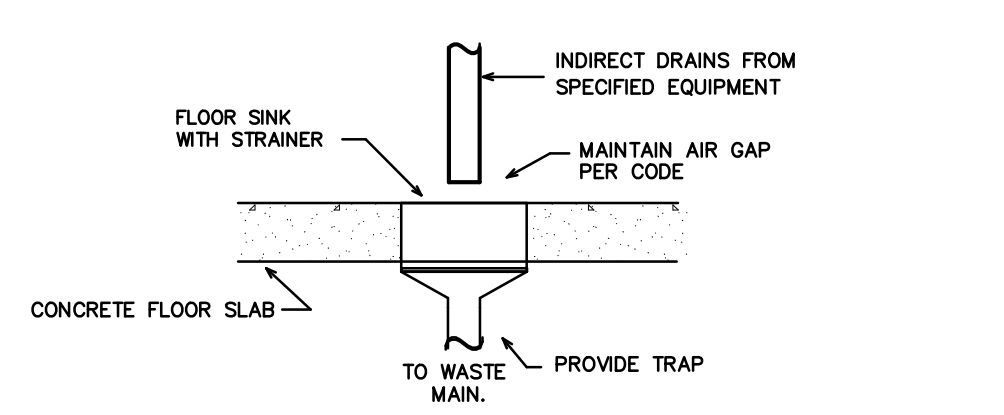 INDIRECT DRAINS FROM
SPECIFIED EQUIPMENT
FLOOR SINK
WITH STRAINER
MAINTAIN AIR GAP
PER CODE
CONCRETE FLOOR SLAB
PROVIDE TRAP
TO WASTE
MAIN.